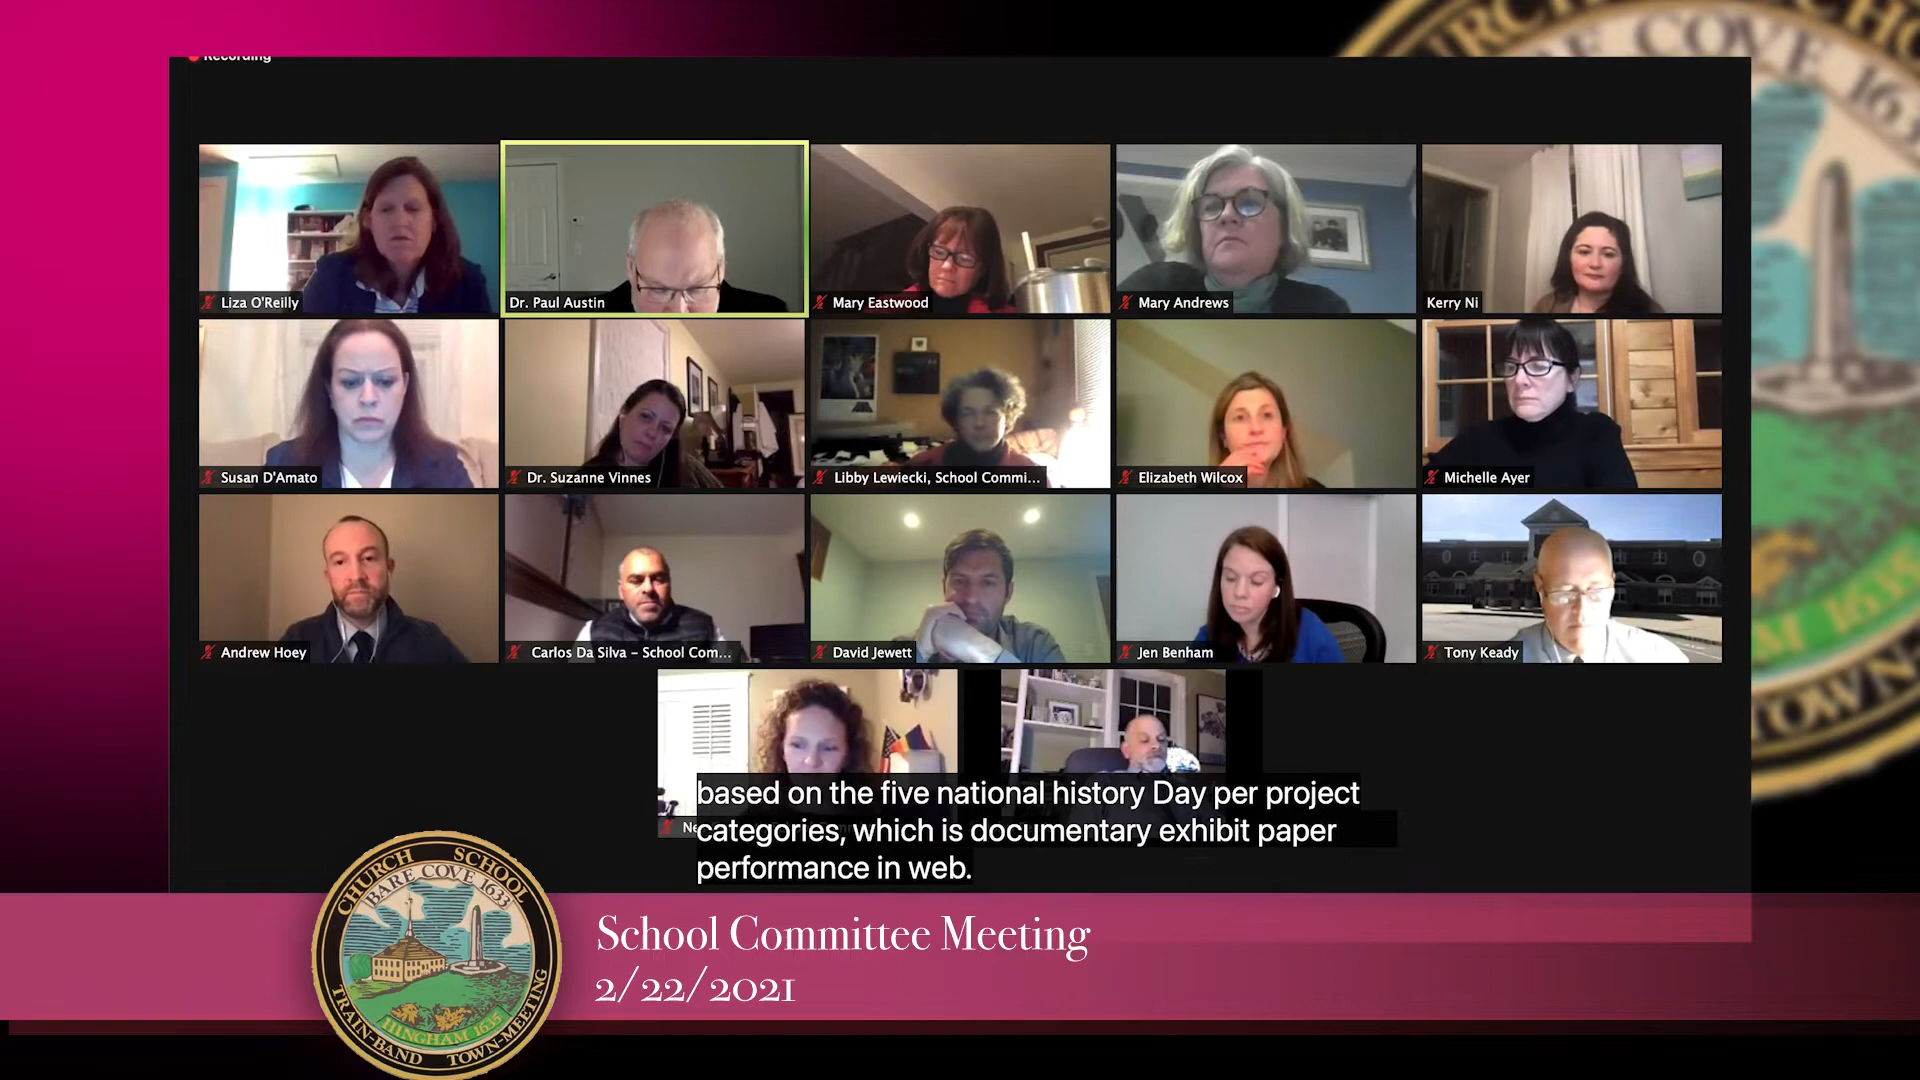 Recording
Liza O'Reilly
Dr. Paul Austin
Mary Eastwood
Mary Andrews
Kerry Ni
Susan D'Amato
Dr. Suzanne Vinnes
Libby Lewiecki, School Commi...
Elizabeth Wilcox
Michelle Ayer
Andrew Hoey
Carlos Da Silva – School Com...
David Jewett
Jen Benham
Tony Keady
based on the five national history Day per project
categories, which is documentary exhibit paper
performance in web.
School Committee Meeting
2/22/2021
CHURCH SCHOOL
BARE COVE 1633
HINGHAM 1635
TRAIN-BAND TOWN-MEETING